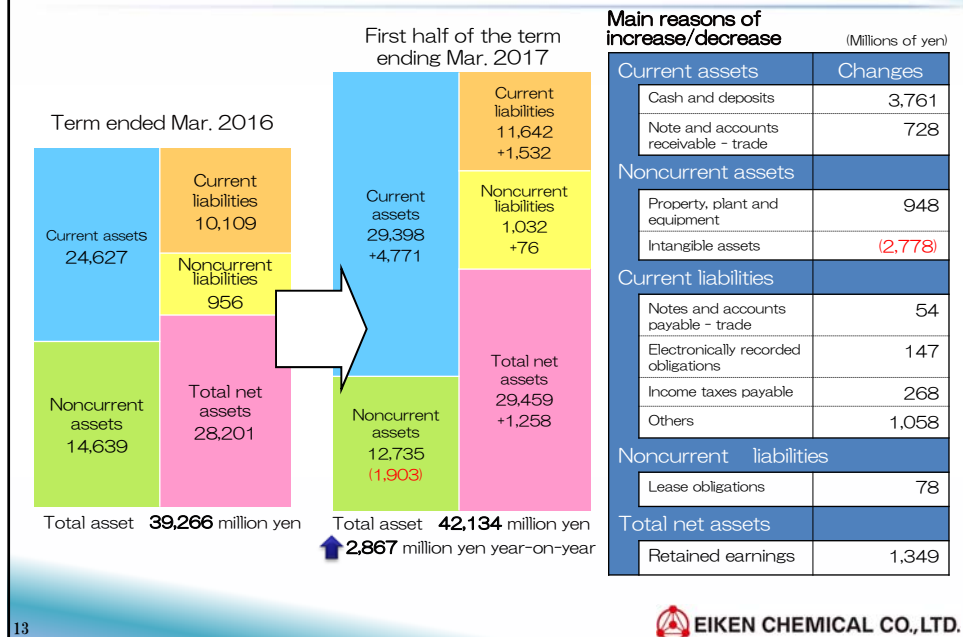 Term ended Mar. 2016
Current assets
24,627
Noncurrent
assets
14,639
Current
liabilities
10,109
Noncurrent
liabilities
956
Total net
assets
28,201
Total asset 39,266 million yen
First half of the term
ending Mar. 2017
Current
assets
29,398
+4,771
Noncurrent
assets
12,735
(1,903)
Current
liabilities
11,642
+1,532
Noncurrent
liabilities
1,032
+76
Total net
assets
29,459
+1,258
Total asset 42,134 million yen
2,867 million yen year-on-year
Main reasons of
increase/decrease (Millions of yen)
Current assets Changes
Cash and deposits 3,761
Note and accounts
receivable - trade 728
Noncurrent assets
Property, plant and
equipment 948
Intangible assets (2,778)
Current liabilities
Notes and accounts
payable - trade 54
Electronically recorded
obligations 147
Income taxes payable 268
Others 1,058
Noncurrent liabilities
Lease obligations 78
Total net assets
Retained earnings 1,349
13
EIKEN CHEMICAL CO.,LTD.